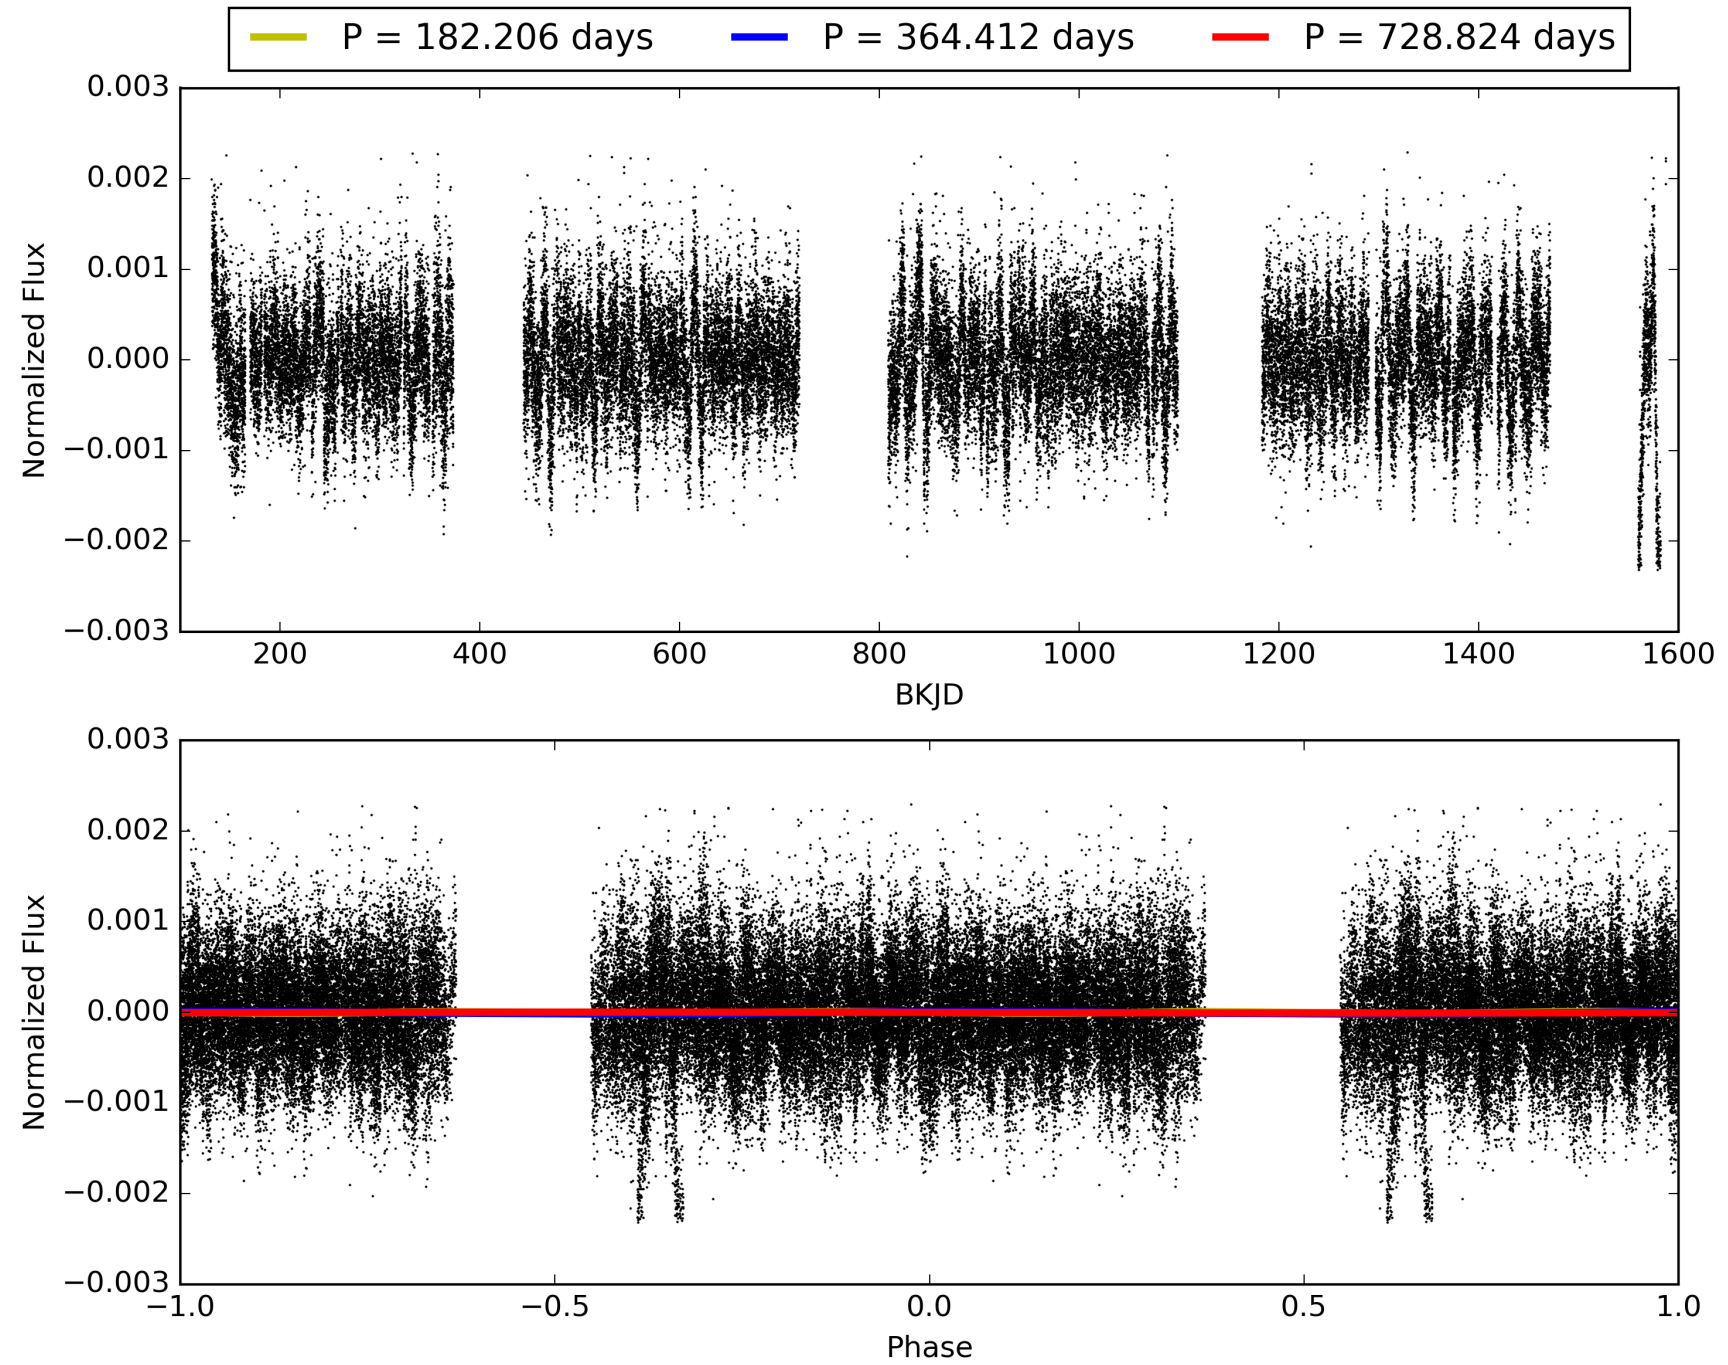 P = 182.206 days P = 364.412 days P = 728.824 days
0.003
0.002
0.001
0.000
−0.001
−0.002
−0.003
Normalized Flux
200 400 600 800 1000 1200 1400 1600
BKJD
0.003
0.002
0.001
0.000
−0.001
−0.002
−0.003
Normalized Flux
−1.0 −0.5 0.0 0.5 1.0
Phase